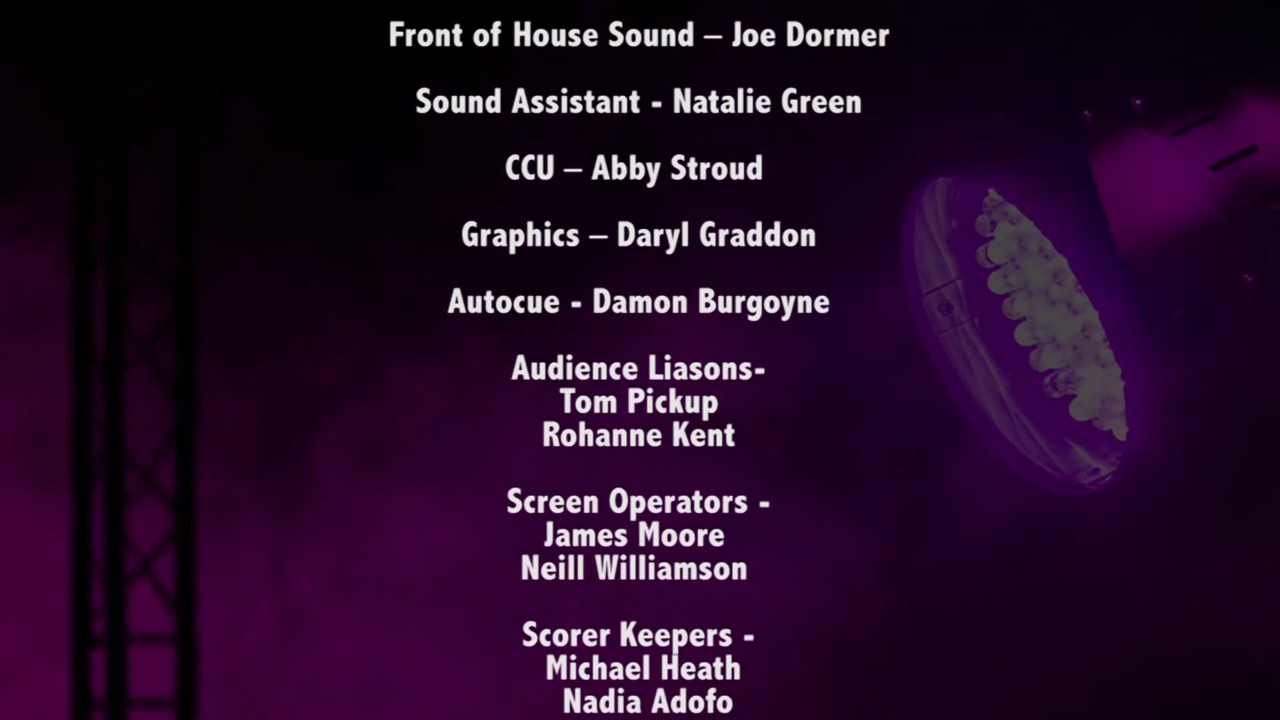 Front of House Sound – Joe Dormer
Sound Assistant - Natalie Green
CCU – Abby Stroud
Graphics – Daryl Graddon
Autocue - Damon Burgoyne
Audience Liasons-
Tom Pickup
Rohanne Kent
Screen Operators -
James Moore
Neill Williamson
Scorer Keepers -
Michael Heath
Nadia Adofo